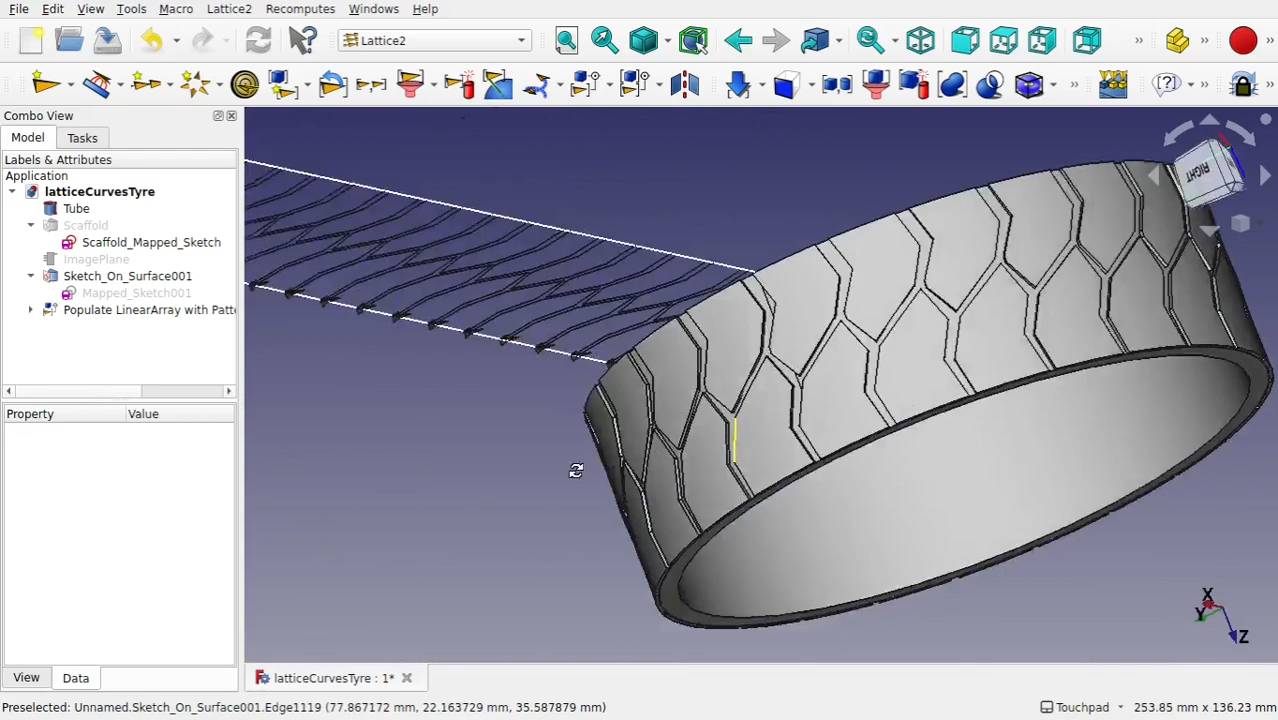 File Edit View Tools Macro Lattice2 Recomputes Windows Help
Lattice2
Combo View
Model Tasks
Labels & Attributes
Application
latticeCurvesTyre
Tube
Scaffold
Scaffold_Mapped_Sketch
ImagePlane
Sketch_On_Surface001
Mapped_Sketch001
Populate LinearArray with Patte
Property Value
View Data
RIGHT
X
Y
Z
latticeCurvesTyre : 1*
Preselected: Unnamed.Sketch_On_Surface001.Edge1119 (77.867172 mm, 22.163729 mm, 35.587879 mm) Touchpad 253.85 mm x 136.23 mm